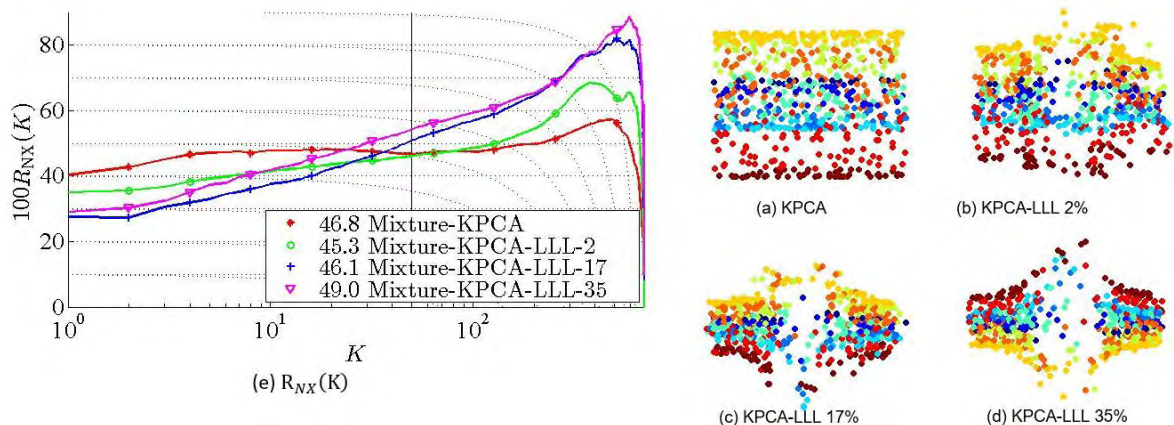 80
60
40
20
0
100R_NX(K)
46.8 Mixture-KPCA
45.3 Mixture-KPCA-LLL-2
46.1 Mixture-KPCA-LLL-17
49.0 Mixture-KPCA-LLL-35
10^0 10^1 10^2
K
(e) R_NX(K)
(a) KPCA
(b) KPCA-LLL 2%
(c) KPCA-LLL 17%
(d) KPCA-LLL 35%